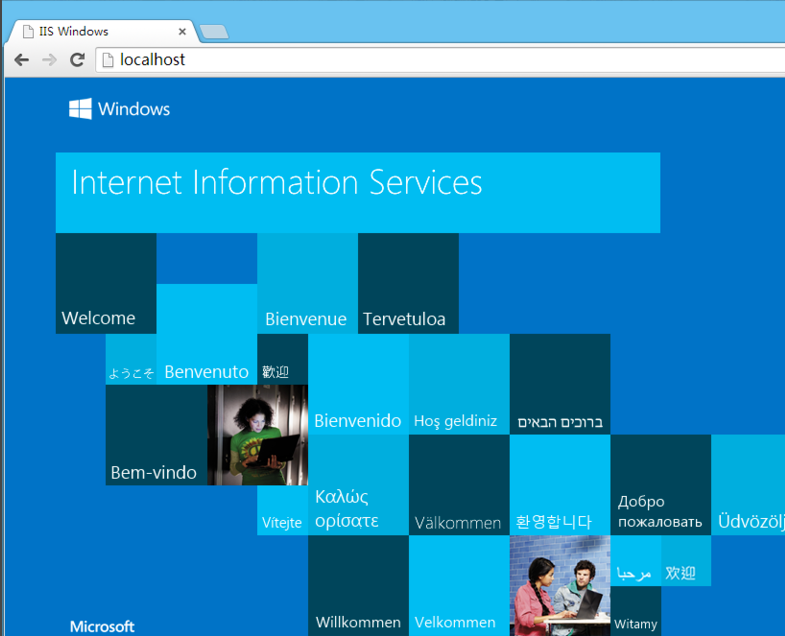 IIS Windows
localhost
Windows
Internet Information Services
Welcome
Bienvenue
Tervetuloa
ようこそ
Benvenuto
歡迎
Bienvenido
Hoş geldiniz
ברוכים הבאים
Bem-vindo
Vítejte
Καλώς
ορίσατε
Välkommen
환영합니다
Добро
пожаловать
Üdvözölj
Willkommen
Velkommen
مرحبا
欢迎
Witamy
Microsoft